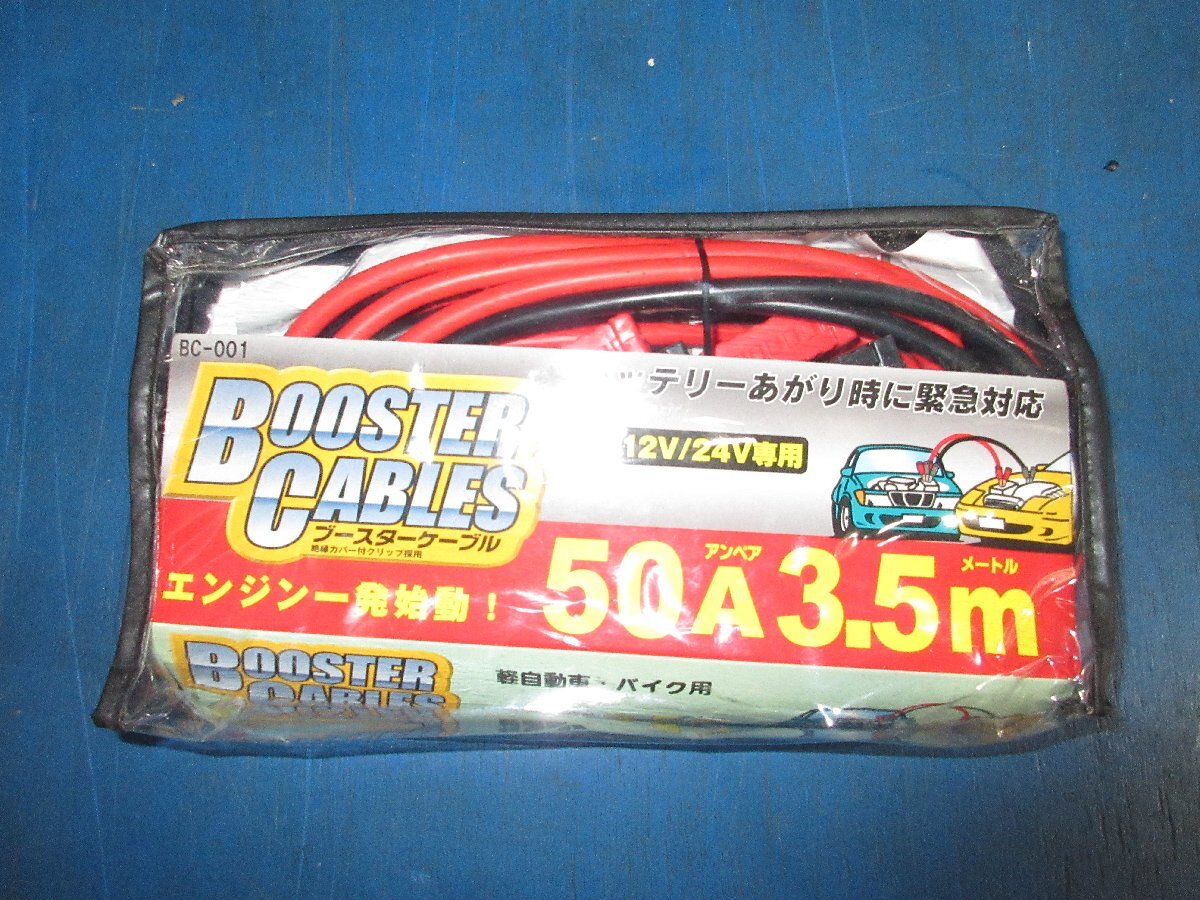 BC-001
BOOSTER
CABLES
ブースターケーブル
絶縁カバー付クリップ採用
バッテリーあがり時に緊急対応
12V/24V専用
エンジン一発始動!
アンペア
メートル
50A3.5m
BOOSTER
CABLES
軽自動車・バイク用